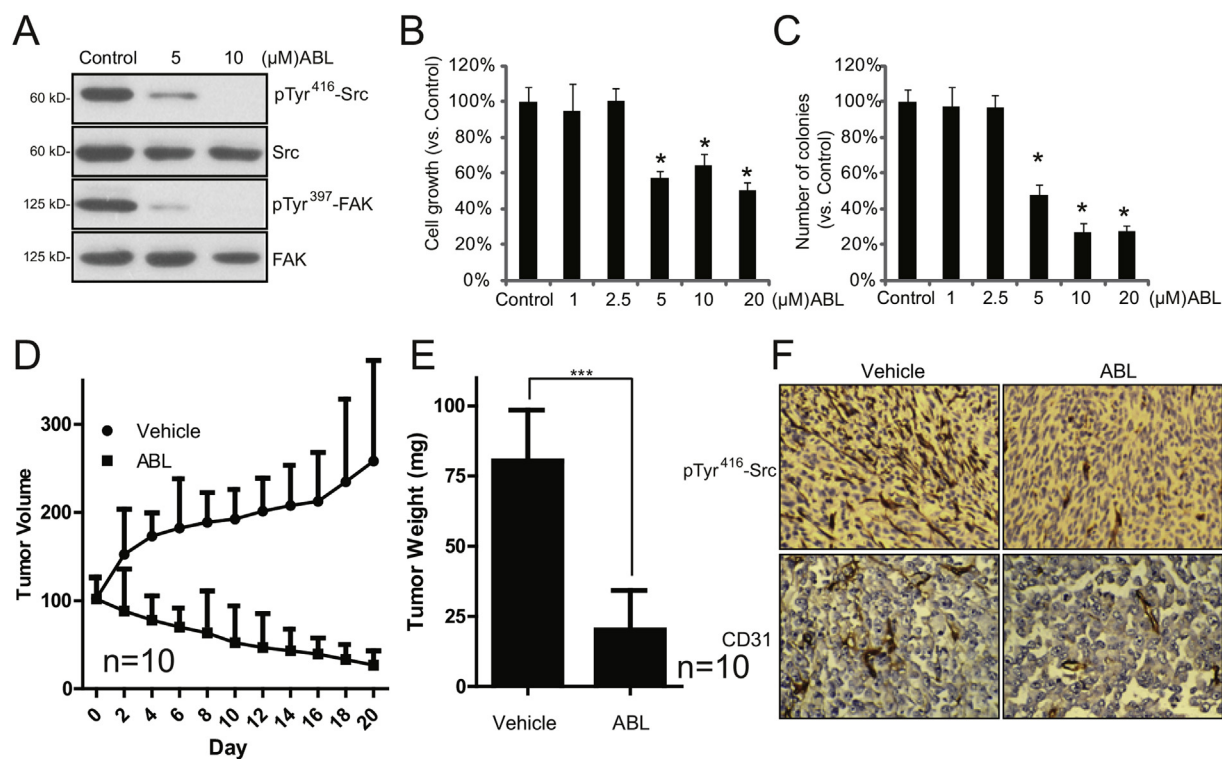 A
Control 5 10 (µM)ABL
60 kD- pTyr416-Src
60 kD- Src
125 kD- pTyr397-FAK
125 kD- FAK
B
Cell growth (vs. Control)
120%
100%
80%
60%
40%
20%
0%
* * *
Control 1 2.5 5 10 20 (µM)ABL
C
Number of colonies
(vs. Control)
120%
100%
80%
60%
40%
20%
0%
* * *
Control 1 2.5 5 10 20 (µM)ABL
D
Tumor Volume
300
200
100
0
Vehicle
ABL
n=10
0 2 4 6 8 10 12 14 16 18 20
Day
E
Tumor Weight (mg)
100
75
50
25
0
***
n=10
Vehicle ABL
F
Vehicle ABL
pTyr416-Src
CD31